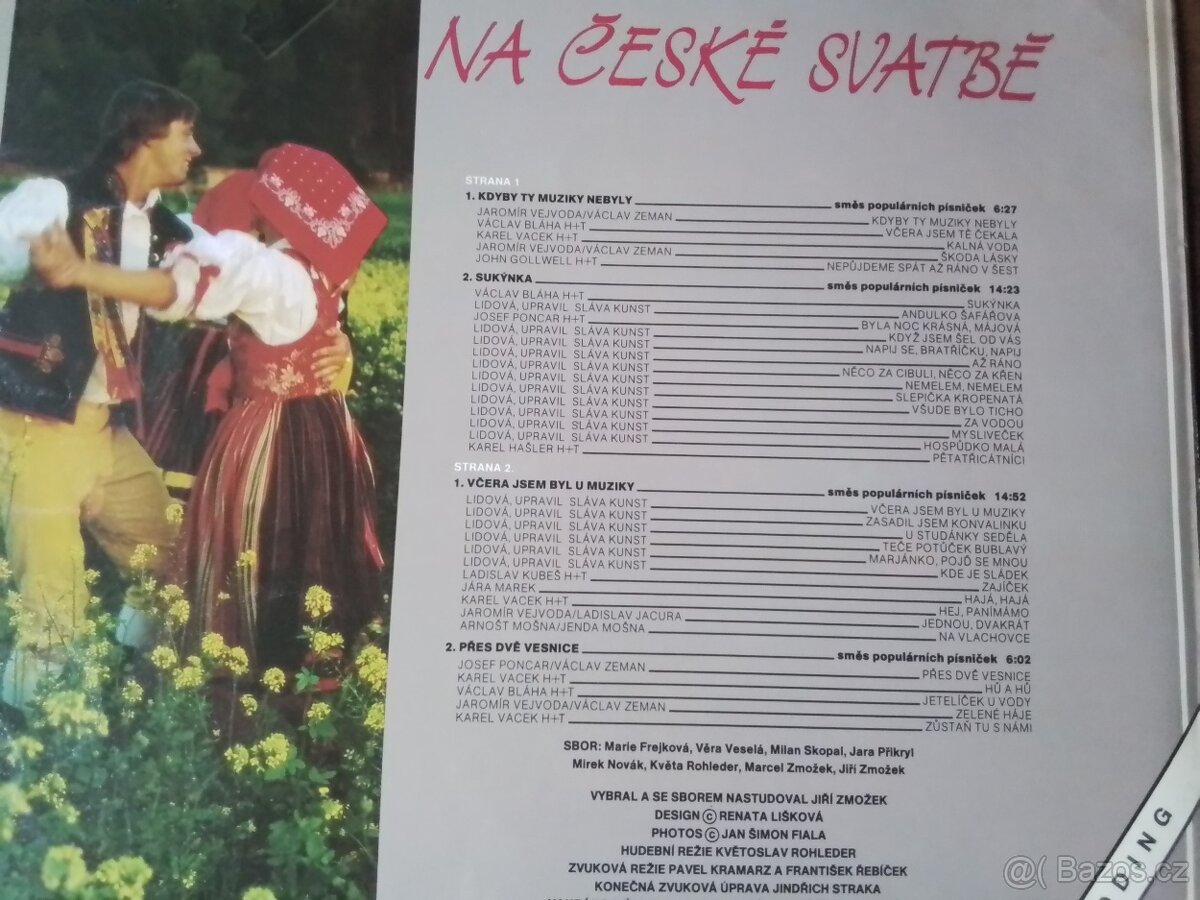 NA ČESKÉ SVATBĚ
STRANA 1
1. KDYBY TY MUZIKY NEBYLY směs populárních písniček 6:27
JAROMÍR VEJVODA/VÁCLAV ZEMAN KDYBY TY MUZIKY NEBYLY
VÁCLAV BLÁHA H+T VČERA JSEM TĚ ČEKALA
KAREL VACEK H+T KALNÁ VODA
JAROMÍR VEJVODA/VÁCLAV ZEMAN ŠKODA LÁSKY
JOHN GOLLWELL H+T NEPŮJDEME SPÁT AŽ RÁNO V ŠEST
2. SUKÝNKA směs populárních písniček 14:23
VÁCLAV BLÁHA H+T SUKÝNKA
LIDOVÁ, UPRAVIL SLÁVA KUNST ANDULKO ŠAFÁŘOVA
JOSEF PONCAR H+T BYLA NOC KRÁSNÁ, MÁJOVÁ
LIDOVÁ, UPRAVIL SLÁVA KUNST KDYŽ JSEM ŠEL OD VÁS
LIDOVÁ, UPRAVIL SLÁVA KUNST NAPIJ SE, BRATŘÍČKU, NAPIJ
LIDOVÁ, UPRAVIL SLÁVA KUNST AŽ RÁNO
LIDOVÁ, UPRAVIL SLÁVA KUNST NĚCO ZA CIBULI, NĚCO ZA KŘEN
LIDOVÁ, UPRAVIL SLÁVA KUNST NEMELEM, NEMELEM
LIDOVÁ, UPRAVIL SLÁVA KUNST SLEPIČKA KROPENATÁ
LIDOVÁ, UPRAVIL SLÁVA KUNST VŠUDE BYLO TICHO
LIDOVÁ, UPRAVIL SLÁVA KUNST ZA VODOU
LIDOVÁ, UPRAVIL SLÁVA KUNST MYSLIVEČEK
LIDOVÁ, UPRAVIL SLÁVA KUNST HOSPŮDKO MALÁ
KAREL HAŠLER H+T PĚTATŘICÁTNÍCI
STRANA 2.
1. VČERA JSEM BYL U MUZIKY směs populárních písniček 14:52
LIDOVÁ, UPRAVIL SLÁVA KUNST VČERA JSEM BYL U MUZIKY
LIDOVÁ, UPRAVIL SLÁVA KUNST ZASADIL JSEM KONVALINKU
LIDOVÁ, UPRAVIL SLÁVA KUNST U STUDÁNKY SEDĚLA
LIDOVÁ, UPRAVIL SLÁVA KUNST TEČE POTŮČEK BUBLAVÝ
LIDOVÁ, UPRAVIL SLÁVA KUNST MARJÁNKO, POJĎ SE MNOU
LIDOVÁ, UPRAVIL SLÁVA KUNST KDE JE SLÁDEK
LADISLAV KUBEŠ H+T ZAJÍČEK
JÁRA MAREK HAJÁ, HAJÁ
KAREL VACEK H+T HEJ, PANÍMÁMO
JAROMÍR VEJVODA/LADISLAV JACURA JEDNOU, DVAKRÁT
ARNOŠT MOŠNA/JENDA MOŠNA NA VLACHOVCE
2. PŘES DVĚ VESNICE směs populárních písniček 6:02
JOSEF PONCAR/VÁCLAV ZEMAN PŘES DVĚ VESNICE
KAREL VACEK H+T HŮ A HŮ
VÁCLAV BLÁHA H+T JETELÍČEK U VODY
JAROMÍR VEJVODA/VÁCLAV ZEMAN ZELENÉ HÁJE
KAREL VACEK H+T ZŮSTAŇ TU S NÁMI
SBOR: Marie Frejková, Věra Veselá, Milan Skopal, Jara Přikryl
Mirek Novák, Květa Rohleder, Marcel Zmožek, Jiří Zmožek
VYBRAL A SE SBOREM NASTUDOVAL JIŘÍ ZMOŽEK
DESIGN © RENATA LIŠKOVÁ
PHOTOS © JAN ŠIMON FIALA
HUDEBNÍ REŽIE KVĚTOSLAV ROHLEDER
ZVUKOVÁ REŽIE PAVEL KRAMARZ A FRANTIŠEK ŘEBÍČEK
KONEČNÁ ZVUKOVÁ ÚPRAVA JINDŘICH STRAKA
DING
Bazos.cz